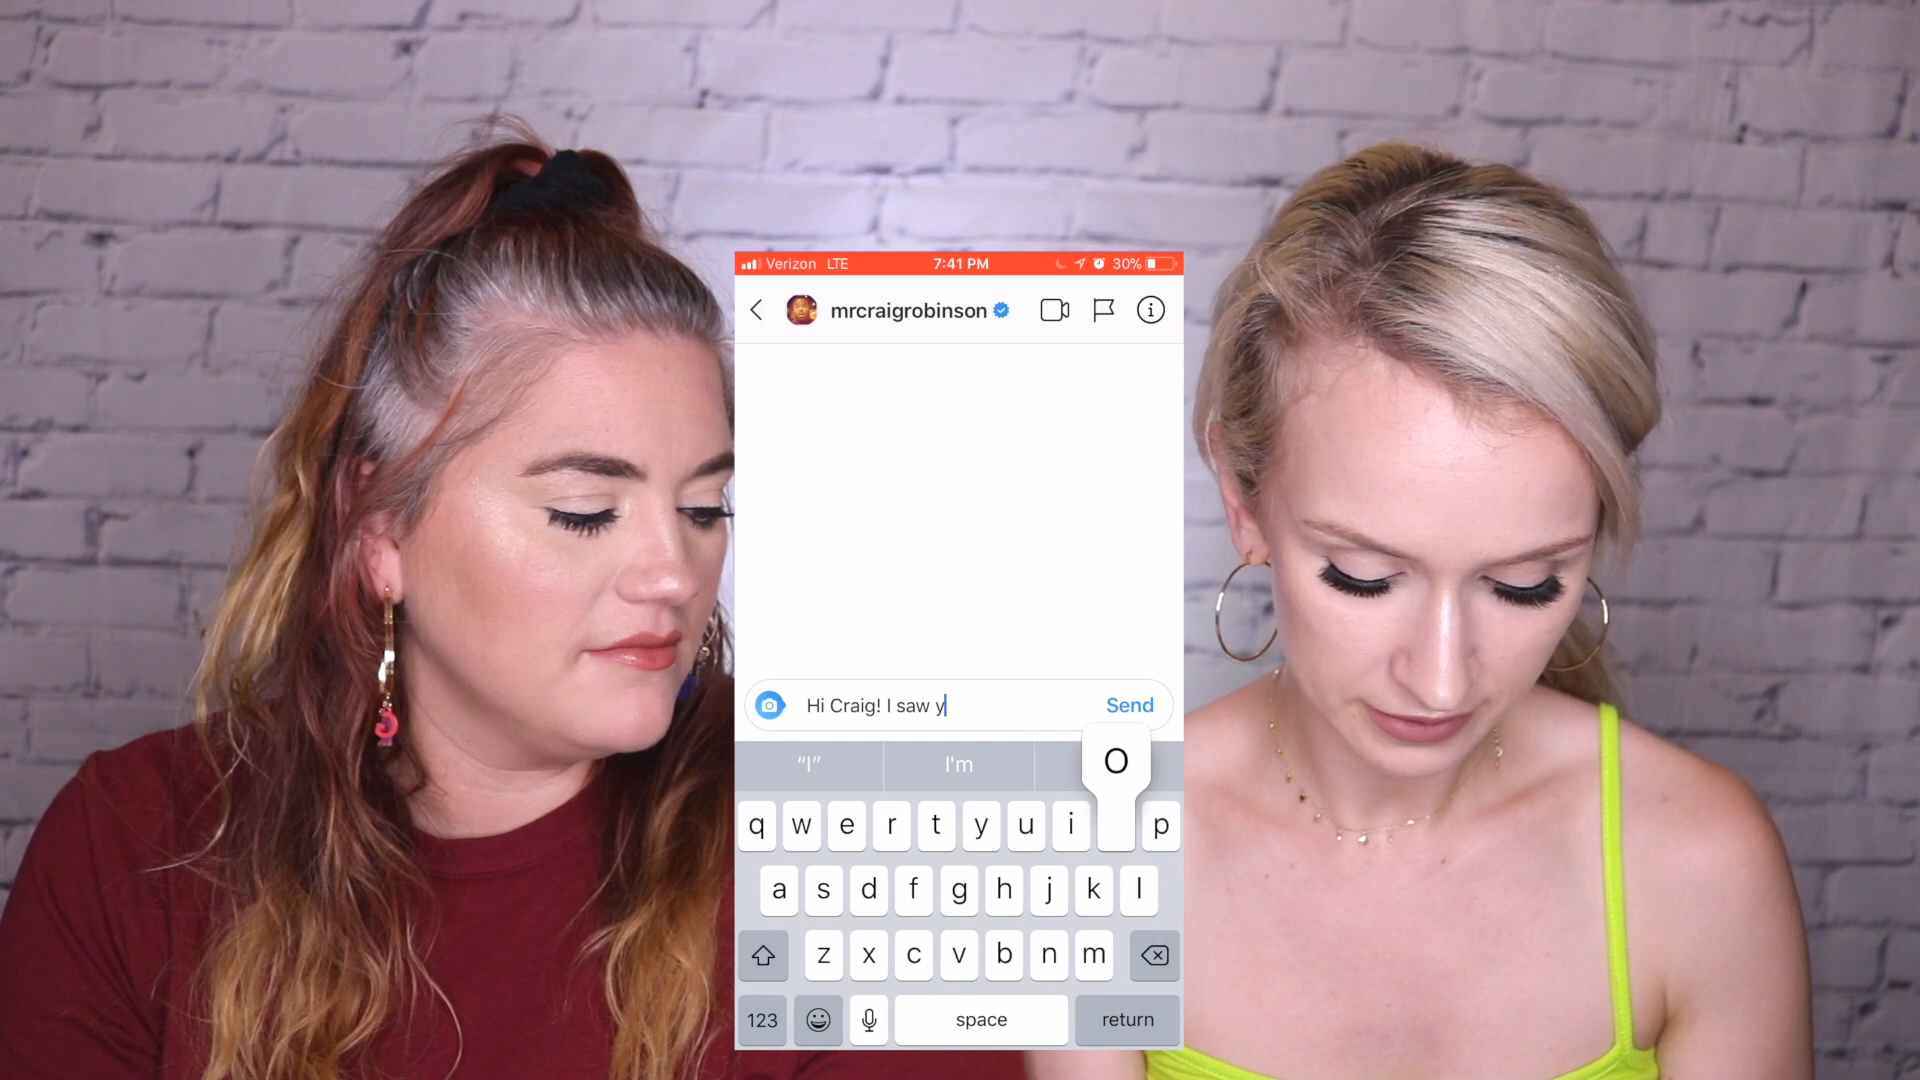 Verizon LTE 7:41 PM 30%
mrcraigrobinson
Hi Craig! I saw y
Send
“I” I'm
O
q w e r t y u i p
a s d f g h j k l
z x c v b n m
123 space return